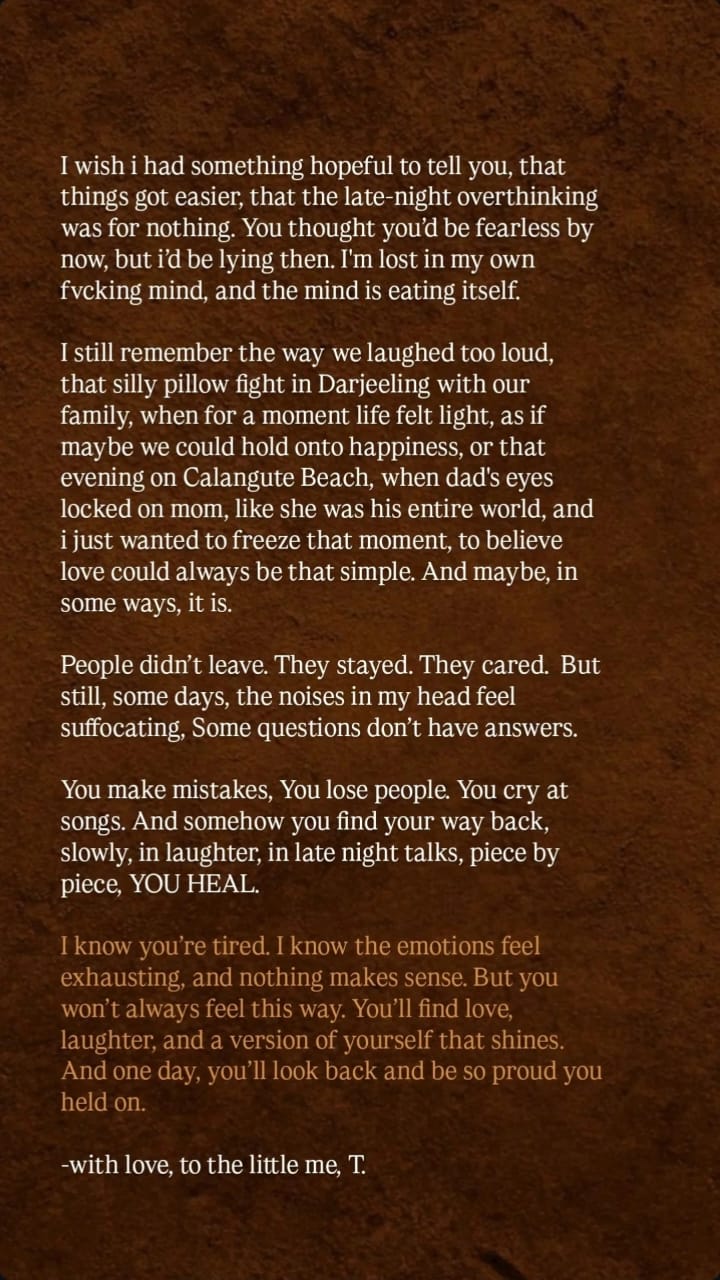 I wish i had something hopeful to tell you, that
things got easier, that the late-night overthinking
was for nothing. You thought you’d be fearless by
now, but i’d be lying then. I'm lost in my own
fvcking mind, and the mind is eating itself.
I still remember the way we laughed too loud,
that silly pillow fight in Darjeeling with our
family, when for a moment life felt light, as if
maybe we could hold onto happiness, or that
evening on Calangute Beach, when dad's eyes
locked on mom, like she was his entire world, and
i just wanted to freeze that moment, to believe
love could always be that simple. And maybe, in
some ways, it is.
People didn’t leave. They stayed. They cared.  But
still, some days, the noises in my head feel
suffocating, Some questions don’t have answers.
You make mistakes, You lose people. You cry at
songs. And somehow you find your way back,
slowly, in laughter, in late night talks, piece by
piece, YOU HEAL.
I know you’re tired. I know the emotions feel
exhausting, and nothing makes sense. But you
won’t always feel this way. You’ll find love,
laughter, and a version of yourself that shines.
And one day, you’ll look back and be so proud you
held on.
-with love, to the little me, T.